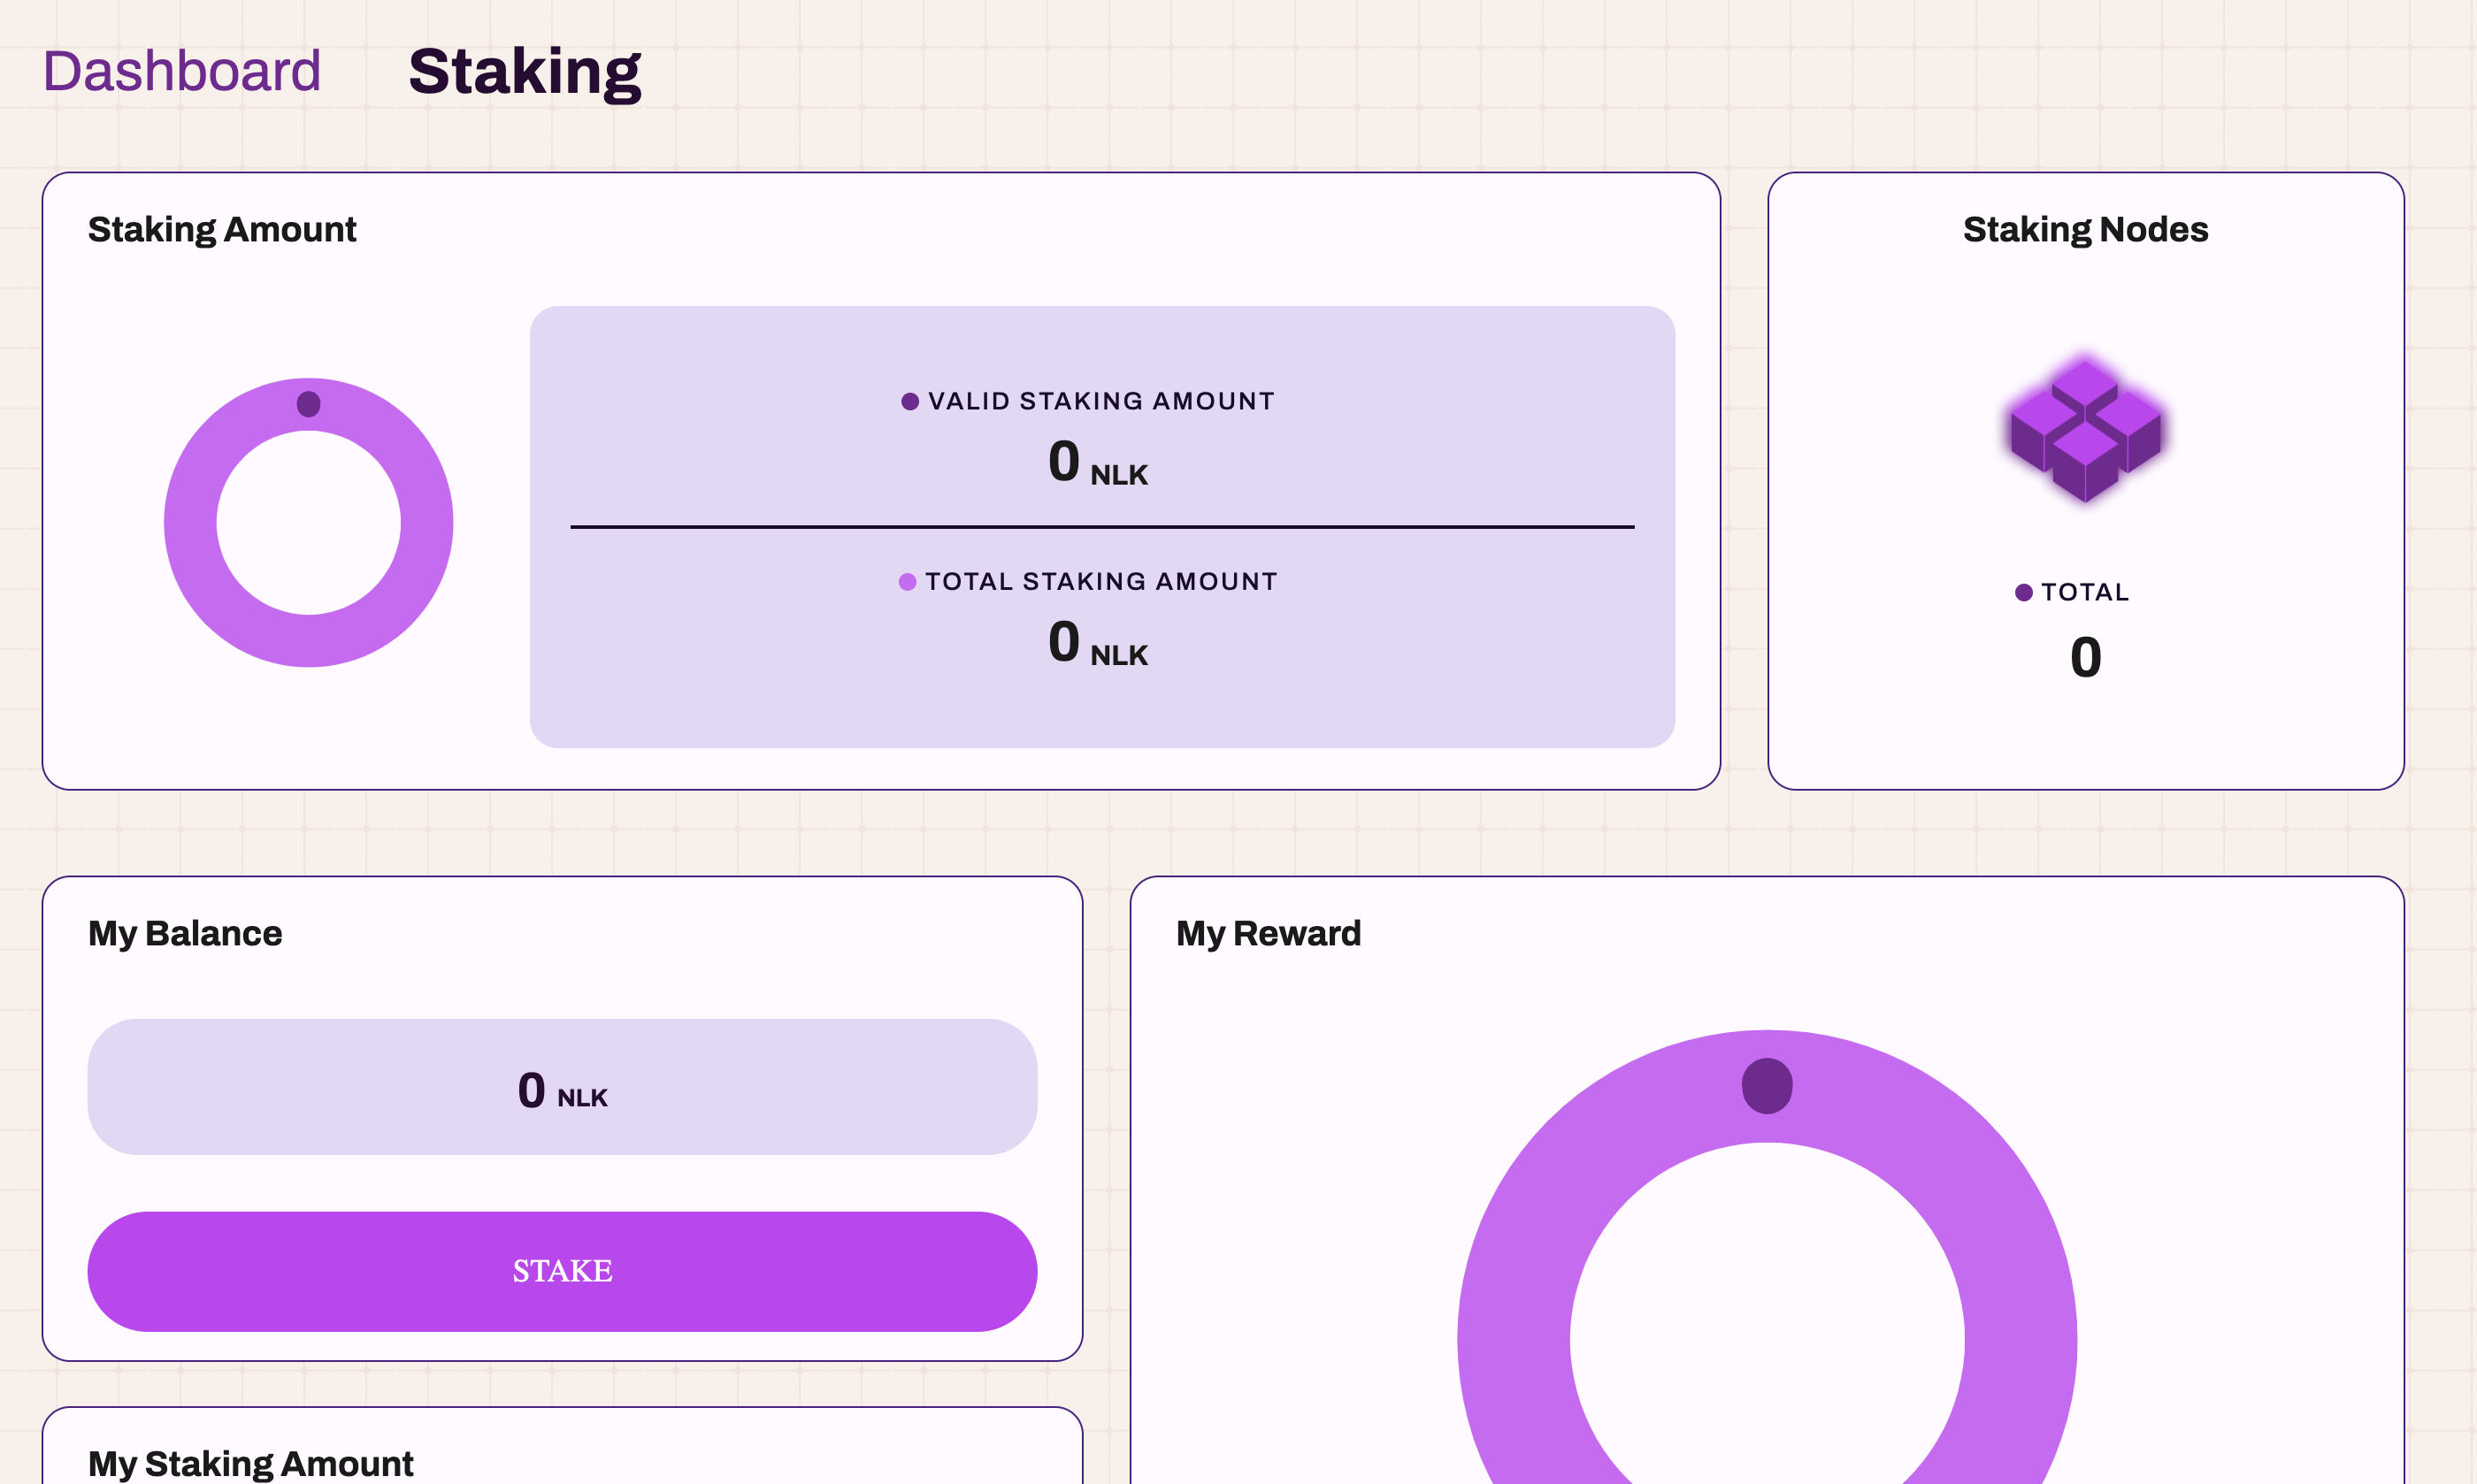 Dashboard Staking
Staking Amount
VALID STAKING AMOUNT
0 NLK
TOTAL STAKING AMOUNT
0 NLK
Staking Nodes
TOTAL
0
My Balance
0 NLK
STAKE
My Reward
My Staking Amount